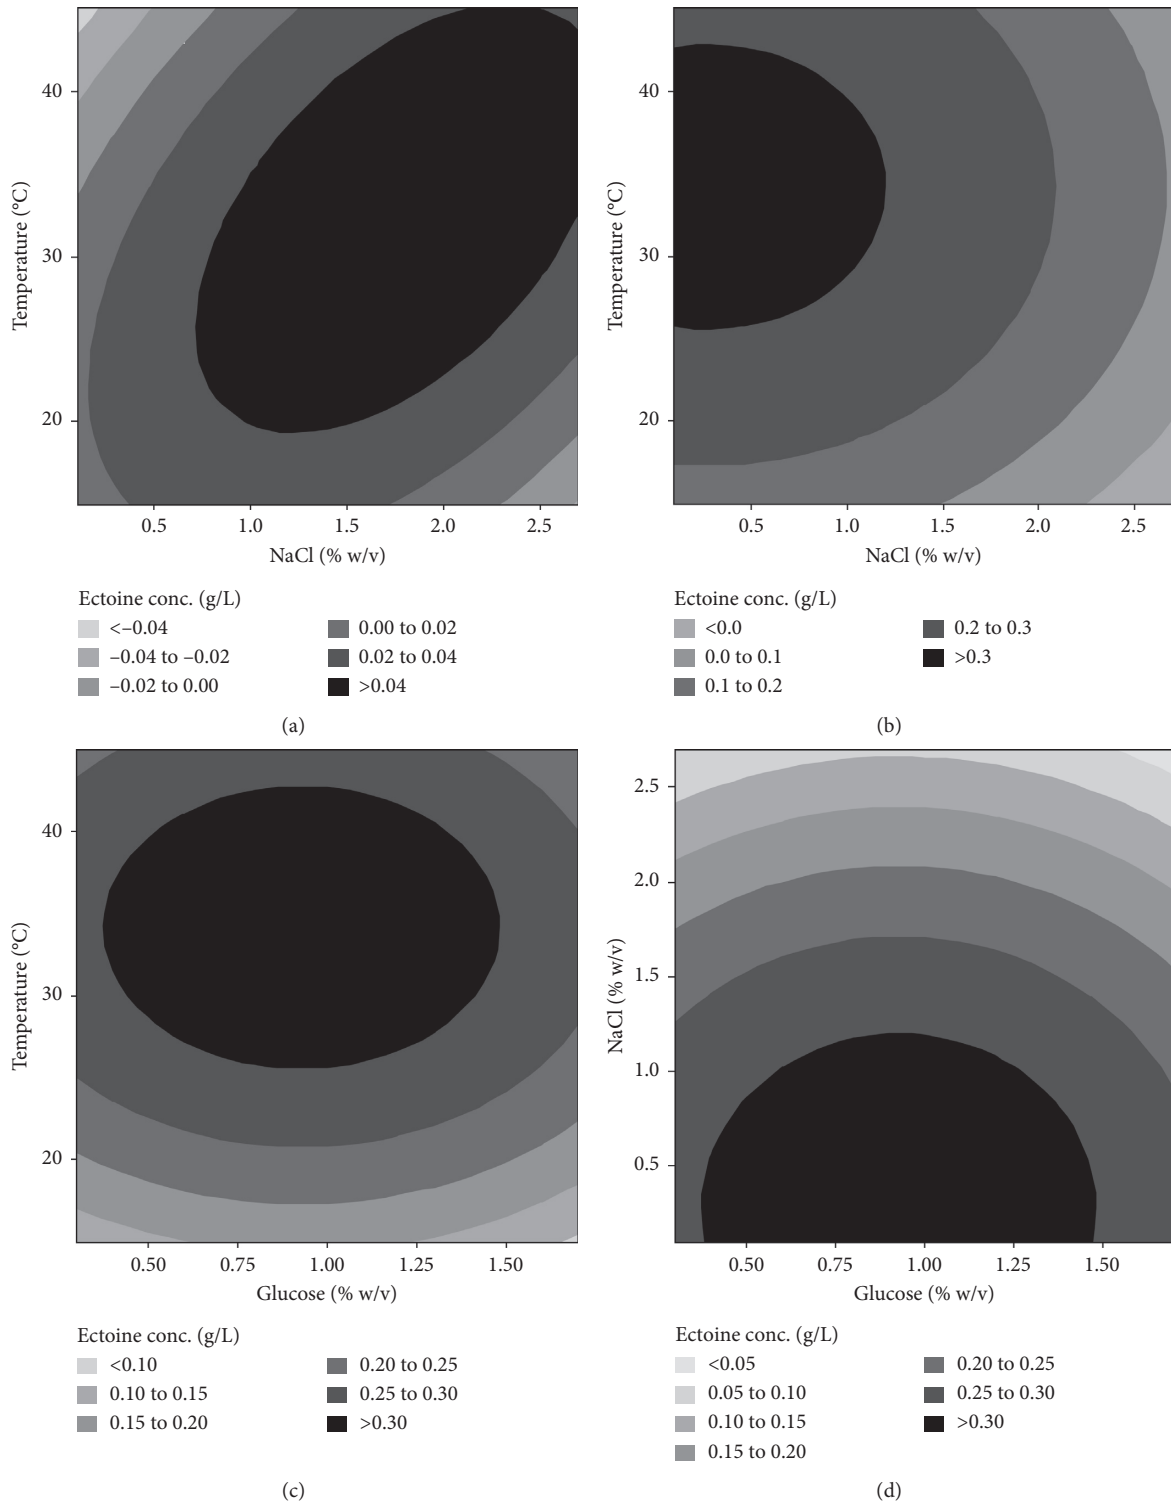 40
30
20
Temperature (°C)
0.5 1.0 1.5 2.0 2.5
NaCl (% w/v)
Ectoine conc. (g/L)
<–0.04 0.00 to 0.02
–0.04 to –0.02 0.02 to 0.04
–0.02 to 0.00 >0.04
(a)
40
30
20
Temperature (°C)
0.5 1.0 1.5 2.0 2.5
NaCl (% w/v)
Ectoine conc. (g/L)
<0.0 0.2 to 0.3
0.0 to 0.1 >0.3
0.1 to 0.2
(b)
40
30
20
Temperature (°C)
0.50 0.75 1.00 1.25 1.50
Glucose (% w/v)
Ectoine conc. (g/L)
<0.10 0.20 to 0.25
0.10 to 0.15 0.25 to 0.30
0.15 to 0.20 >0.30
(c)
2.5
2.0
1.5
1.0
0.5
NaCl (% w/v)
0.50 0.75 1.00 1.25 1.50
Glucose (% w/v)
Ectoine conc. (g/L)
<0.05 0.20 to 0.25
0.05 to 0.10 0.25 to 0.30
0.10 to 0.15 >0.30
0.15 to 0.20
(d)